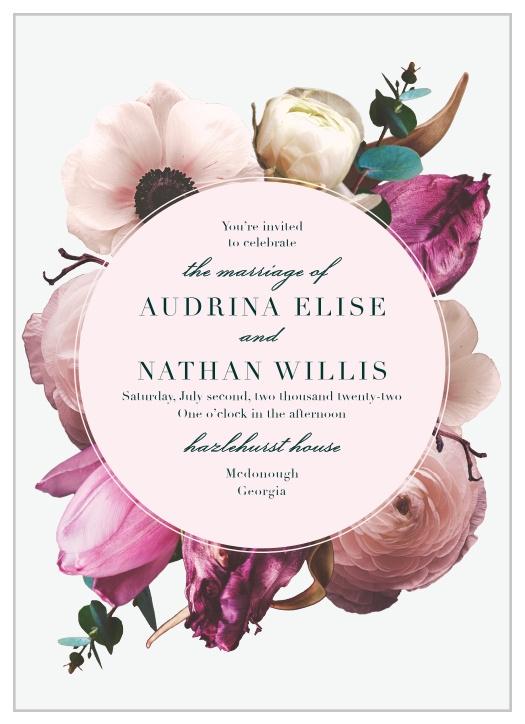 You're invited
to celebrate
the marriage of
AUDRINA ELISE
and
NATHAN WILLIS
Saturday, July second, two thousand twenty-two
One o'clock in the afternoon
hazlehurst house
Mcdonough
Georgia